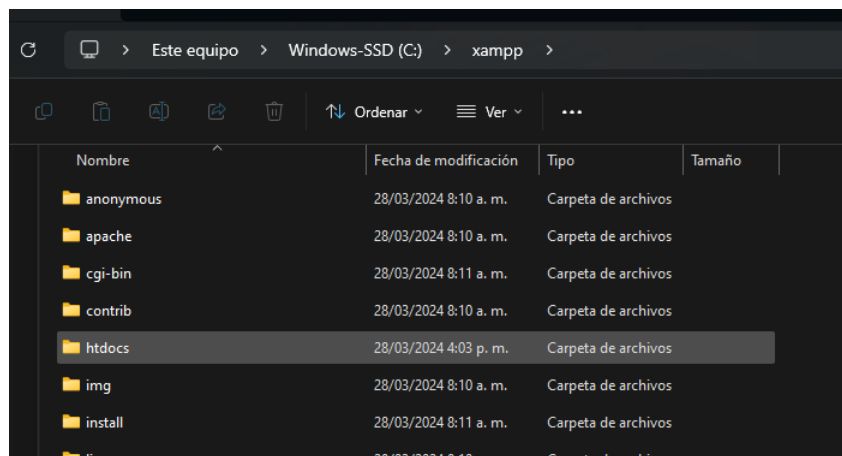 Este equipo > Windows-SSD (C:) > xampp >
Ordenar Ver ...
Nombre Fecha de modificación Tipo Tamaño
anonymous 28/03/2024 8:10 a. m. Carpeta de archivos
apache 28/03/2024 8:10 a. m. Carpeta de archivos
cgi-bin 28/03/2024 8:11 a. m. Carpeta de archivos
contrib 28/03/2024 8:10 a. m. Carpeta de archivos
htdocs 28/03/2024 4:03 p. m. Carpeta de archivos
img 28/03/2024 8:10 a. m. Carpeta de archivos
install 28/03/2024 8:11 a. m. Carpeta de archivos